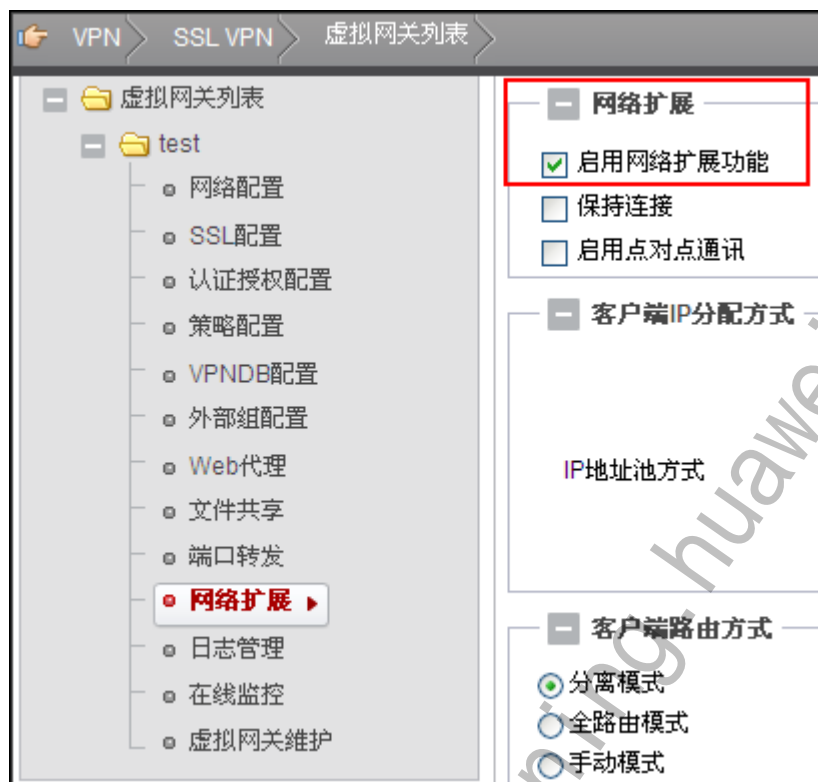 VPN SSL VPN 虚拟网关列表
虚拟网关列表
test
网络配置
SSL配置
认证授权配置
策略配置
VPNDB配置
外部组配置
Web代理
文件共享
端口转发
网络扩展
日志管理
在线监控
虚拟网关维护
网络扩展
启用网络扩展功能
保持连接
启用点对点通讯
客户端IP分配方式
IP地址池方式
客户端路由方式
分离模式
全路由模式
手动模式
ning.huawei